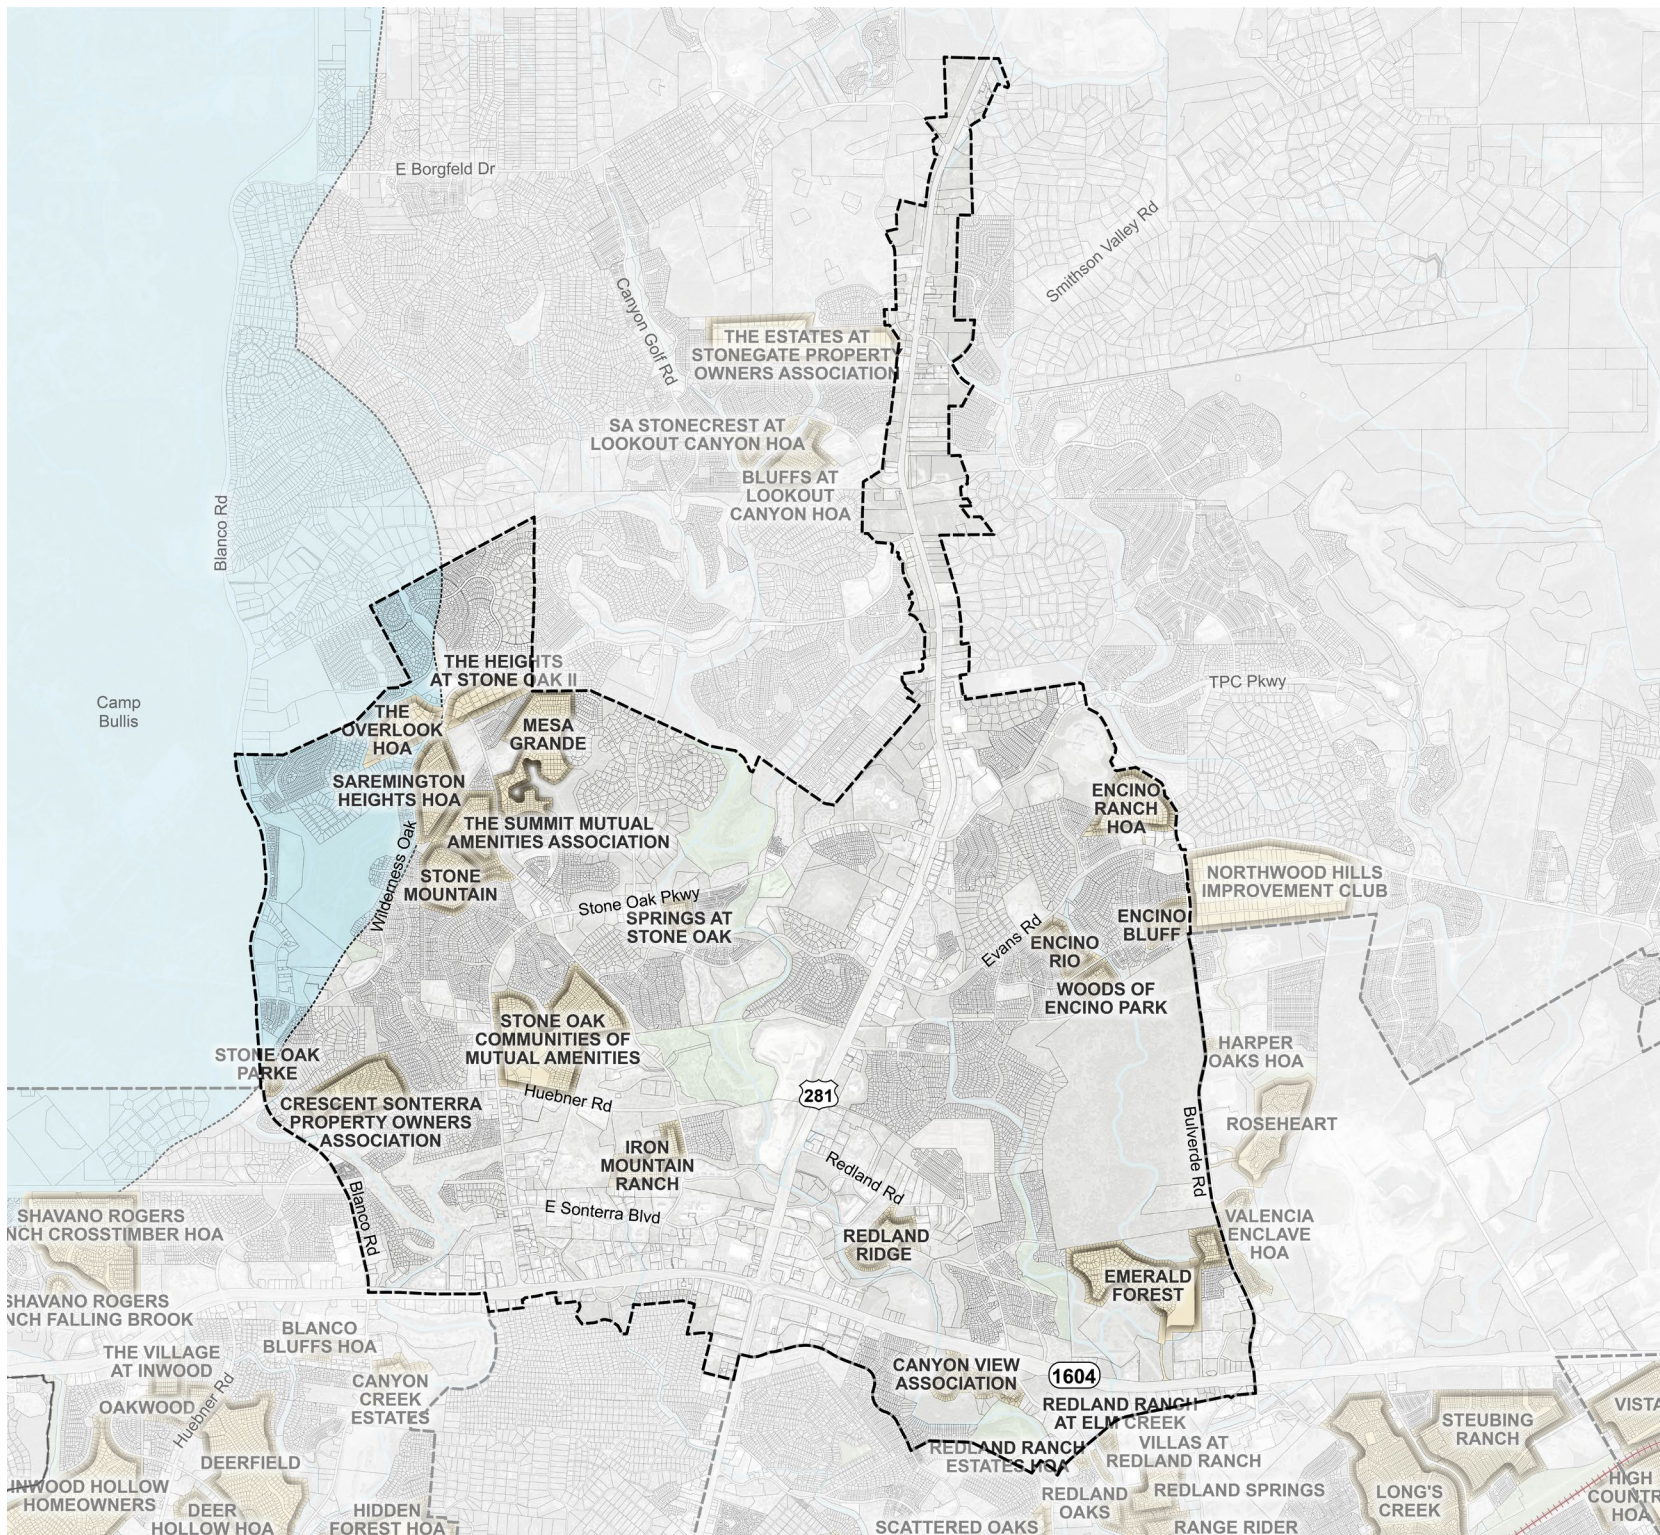 E Borgfeld Dr
Smithson Valley Rd
Canyon Golf Rd
THE ESTATES AT
STONEGATE PROPERTY
OWNERS ASSOCIATION
SA STONECREST AT
LOOKOUT CANYON HOA
BLUFFS AT
LOOKOUT
CANYON HOA
Blanco Rd
THE HEIGHTS
AT STONE OAK II
TPC Pkwy
Camp
Bullis
THE
OVERLOOK
HOA
MESA
GRANDE
SAREMINGTON
HEIGHTS HOA
ENCINO
RANCH
HOA
THE SUMMIT MUTUAL
AMENITIES ASSOCIATION
Wilderness Oak
STONE
MOUNTAIN
NORTHWOOD HILLS
IMPROVEMENT CLUB
Stone Oak Pkwy
SPRINGS AT
STONE OAK
ENCINO
BLUFF
Evans Rd
ENCINO
RIO
WOODS OF
ENCINO PARK
STONE OAK
COMMUNITIES OF
MUTUAL AMENITIES
STONE OAK
PARKE
HARPER
OAKS HOA
Huebner Rd
281
CRESCENT SONTERRA
PROPERTY OWNERS
ASSOCIATION
ROSEHEART
Bulverde Rd
IRON
MOUNTAIN
RANCH
Redland Rd
Blanco Rd
E Sonterra Blvd
SHAVANO ROGERS
NCH CROSSTIMBER HOA
REDLAND
RIDGE
VALENCIA
ENCLAVE
HOA
EMERALD
FOREST
SHAVANO ROGERS
NCH FALLING BROOK
BLANCO
BLUFFS HOA
THE VILLAGE
AT INWOOD
CANYON
CREEK
ESTATES
CANYON VIEW
ASSOCIATION
1604
OAKWOOD
Huebner Rd
REDLAND RANCH
AT ELM CREEK
VISTA
STEUBING
RANCH
REDLAND RANCH
ESTATES HOA
VILLAS AT
REDLAND RANCH
DEERFIELD
INWOOD HOLLOW
HOMEOWNERS
REDLAND
OAKS
REDLAND SPRINGS
LONG'S
CREEK
HIGH
COUNTR
HOA
DEER
HOLLOW HOA
HIDDEN
FOREST HOA
SCATTERED OAKS
RANGE RIDER